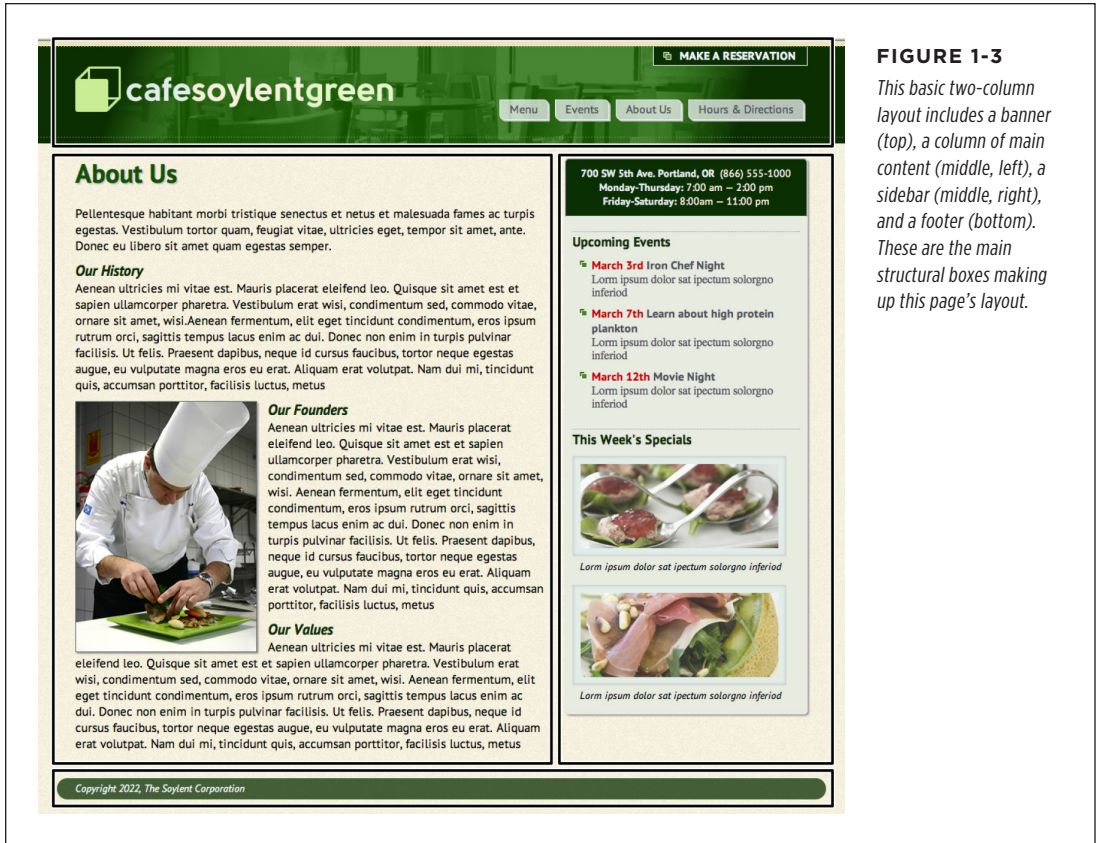 MAKE A RESERVATION
cafesoylentgreen
Menu Events About Us Hours & Directions
About Us
Pellentesque habitant morbi tristique senectus et netus et malesuada fames ac turpis
egestas. Vestibulum tortor quam, feugiat vitae, ultricies eget, tempor sit amet, ante.
Donec eu libero sit amet quam egestas semper.
Our History
Aenean ultricies mi vitae est. Mauris placerat eleifend leo. Quisque sit amet est et
sapien ullamcorper pharetra. Vestibulum erat wisi, condimentum sed, commodo vitae,
ornare sit amet, wisi.Aenean fermentum, elit eget tincidunt condimentum, eros ipsum
rutrum orci, sagittis tempus lacus enim ac dui. Donec non enim in turpis pulvinar
facilisis. Ut felis. Praesent dapibus, neque id cursus faucibus, tortor neque egestas
augue, eu vulputate magna eros eu erat. Aliquam erat volutpat. Nam dui mi, tincidunt
quis, accumsan porttitor, facilisis luctus, metus
Our Founders
Aenean ultricies mi vitae est. Mauris placerat
eleifend leo. Quisque sit amet est et sapien
ullamcorper pharetra. Vestibulum erat wisi,
condimentum sed, commodo vitae, ornare sit amet,
wisi. Aenean fermentum, elit eget tincidunt
condimentum, eros ipsum rutrum orci, sagittis
tempus lacus enim ac dui. Donec non enim in
turpis pulvinar facilisis. Ut felis. Praesent dapibus,
neque id cursus faucibus, tortor neque egestas
augue, eu vulputate magna eros eu erat. Aliquam
erat volutpat. Nam dui mi, tincidunt quis, accumsan
porttitor, facilisis luctus, metus
Our Values
Aenean ultricies mi vitae est. Mauris placerat
eleifend leo. Quisque sit amet est et sapien ullamcorper pharetra. Vestibulum erat
wisi, condimentum sed, commodo vitae, ornare sit amet, wisi. Aenean fermentum, elit
eget tincidunt condimentum, eros ipsum rutrum orci, sagittis tempus lacus enim ac
dui. Donec non enim in turpis pulvinar facilisis. Ut felis. Praesent dapibus, neque id
cursus faucibus, tortor neque egestas augue, eu vulputate magna eros eu erat. Aliquam
erat volutpat. Nam dui mi, tincidunt quis, accumsan porttitor, facilisis luctus, metus
700 SW 5th Ave. Portland, OR (866) 555-1000
Monday-Thursday: 7:00 am — 2:00 pm
Friday-Saturday: 8:00am — 11:00 pm
Upcoming Events
March 3rd Iron Chef Night
Lorm ipsum dolor sat ipectum solorgno
inferiod
March 7th Learn about high protein
plankton
Lorm ipsum dolor sat ipectum solorgno
inferiod
March 12th Movie Night
Lorm ipsum dolor sat ipectum solorgno
inferiod
This Week's Specials
Lorm ipsum dolor sat ipectum solorgno inferiod
Lorm ipsum dolor sat ipectum solorgno inferiod
Copyright 2022, The Soylent Corporation
FIGURE 1-3
This basic two-column
layout includes a banner
(top), a column of main
content (middle, left), a
sidebar (middle, right),
and a footer (bottom).
These are the main
structural boxes making
up this page's layout.